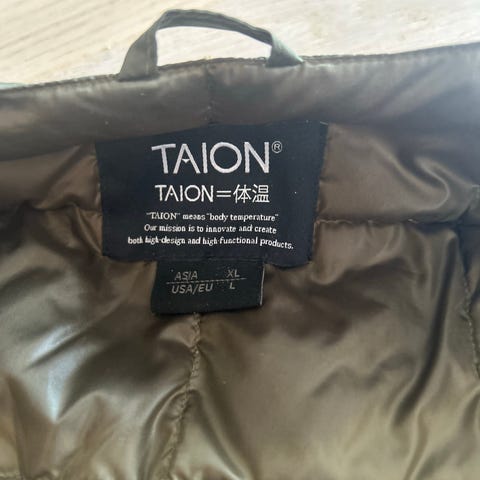 TAION®
TAION=体温
"TAION" means "body temperature"
Our mission is to innovate and create
both high-design and high-functional products.
ASIA XL
USA/EU L